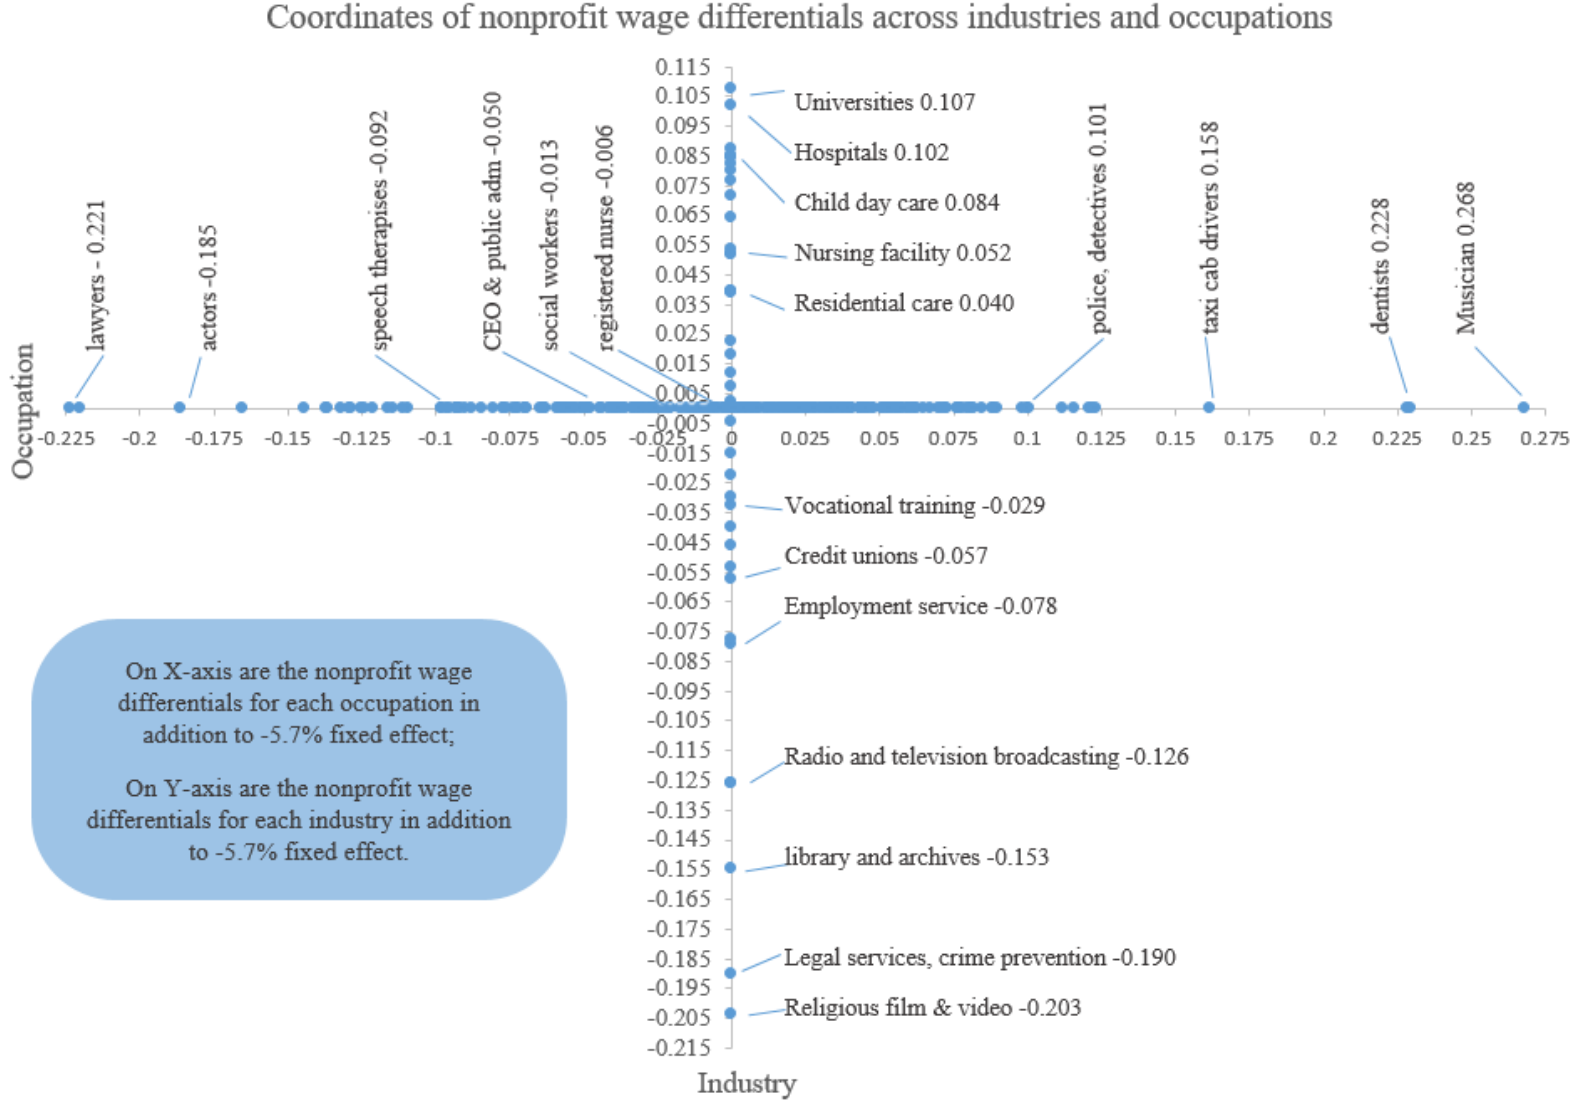 Coordinates of nonprofit wage differentials across industries and occupations
0.115
0.105
0.095
0.085
0.075
0.065
0.055
0.045
0.035
0.025
0.015
0.005
-0.005
-0.015
-0.025
-0.035
-0.045
-0.055
-0.065
-0.075
-0.085
-0.095
-0.105
-0.115
-0.125
-0.135
-0.145
-0.155
-0.165
-0.175
-0.185
-0.195
-0.205
-0.215
Universities 0.107
Hospitals 0.102
Child day care 0.084
Nursing facility 0.052
Residential care 0.040
lawyers - 0.221
actors -0.185
speech therapises -0.092
CEO & public adm -0.050
social workers -0.013
registered nurse -0.006
police, detectives 0.101
taxi cab drivers 0.158
dentists 0.228
Musician 0.268
Occupation
-0.225 -0.2 -0.175 -0.15 -0.125 -0.1 -0.075 -0.05 -0.025 0 0.025 0.05 0.075 0.1 0.125 0.15 0.175 0.2 0.225 0.25 0.275
Vocational training -0.029
Credit unions -0.057
Employment service -0.078
Radio and television broadcasting -0.126
library and archives -0.153
Legal services, crime prevention -0.190
Religious film & video -0.203
On X-axis are the nonprofit wage
differentials for each occupation in
addition to -5.7% fixed effect;
On Y-axis are the nonprofit wage
differentials for each industry in addition
to -5.7% fixed effect.
Industry